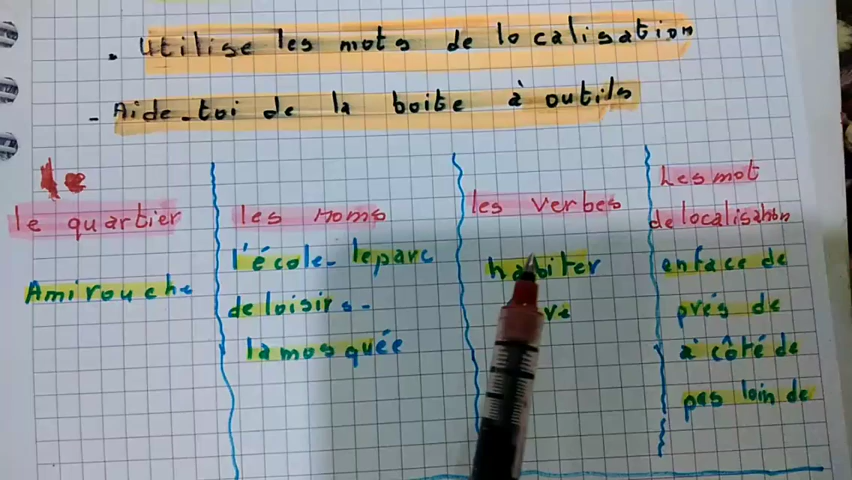 . Utilise les mots de localisation
- Aide-toi de la boite à outils
le quartier
Amirouche
les noms
l'école- le parc
de loisirs-
la mosquée
les verbes
habiter
Les mot
de localisation
en face de
prés de
à côté de
pas loin de